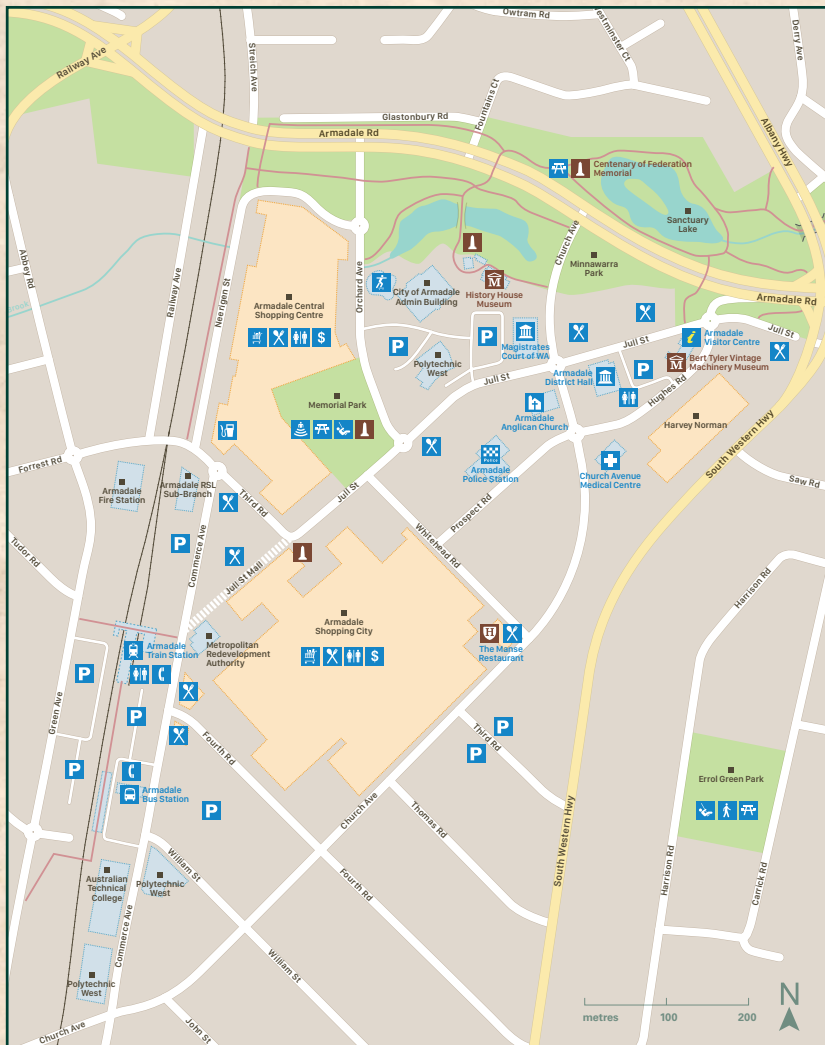 Owtram Rd
Westminster Ct
Derry Ave
Streich Ave
Railway Ave
Fountains Ct
Glastonbury Rd
Armadale Rd
Albany Hwy
Centenary of Federation
Memorial
Sanctuary
Lake
Minnawarra
Park
Church Ave
Abbey Rd
Railway Ave
Neerigen St
Orchard Ave
City of Armadale
Admin Building
M
History House
Museum
Armadale Rd
Armadale Central
Shopping Centre
$
P
P
Magistrates
Court of WA
Jull St
Jull St
i
Armadale
Visitor Centre
M
Bert Tyler Vintage
Machinery Museum
Polytechnic
West
Jull St
Armadale
District Hall
P
Hughes Rd
Memorial Park
Armadale
Anglican Church
Harvey Norman
South Western Hwy
Police
Armadale
Police Station
Church Avenue
Medical Centre
Saw Rd
Forrest Rd
Armadale
Fire Station
Armadale RSL
Sub-Branch
Third Rd
Jull St
Prospect Rd
Whitehead Rd
P
Commerce Ave
Tudor Rd
Jull St Mall
Harrison Rd
Armadale
Shopping City
$
Metropolitan
Redevelopment
Authority
Armadale
Train Station
H
The Manse
Restaurant
P
P
Green Ave
Fourth Rd
Third Rd
P
P
P
Armadale
Bus Station
P
Errol Green Park
Church Ave
Thomas Rd
South Western Hwy
William St
Fourth Rd
Harrison Rd
Carrick Rd
Australian
Technical
College
Polytechnic
West
Commerce Ave
William St
Polytechnic
West
Church Ave
John St
N
metres
100
200